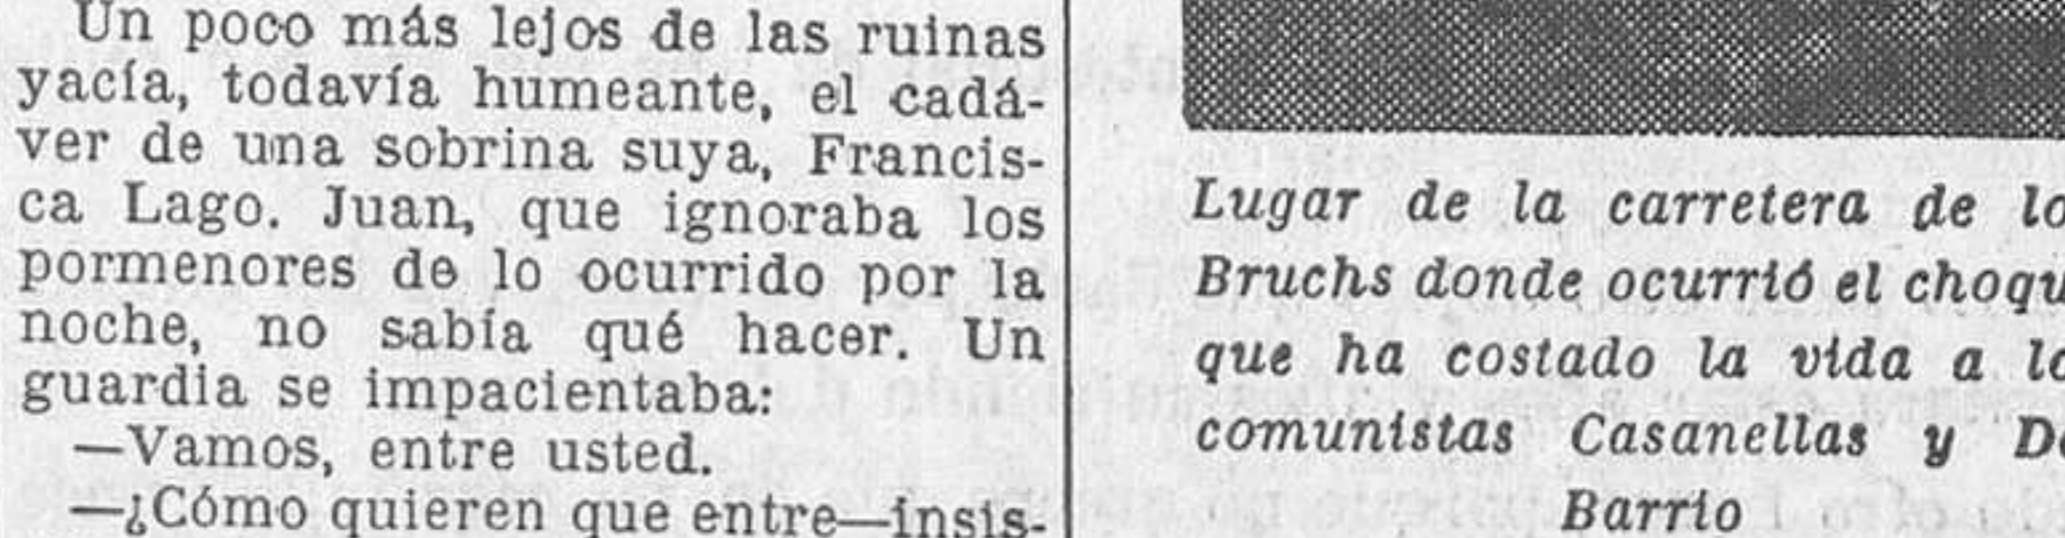 Un poco más lejos de las ruinas
yacía, todavía humeante, el cadá-
ver de una sobrina suya, Francis-
ca Lago. Juan, que ignoraba los
pormenores de lo ocurrido por la
noche, no sabía qué hacer. Un
guardia se impacientaba:
—Vamos, entre usted.
—¿Cómo quieren que entre—insis-
Lugar de la carretera de
Bruchs donde ocurrió el
que ha costado la vida a
comunistas Casanellas y
Barrio